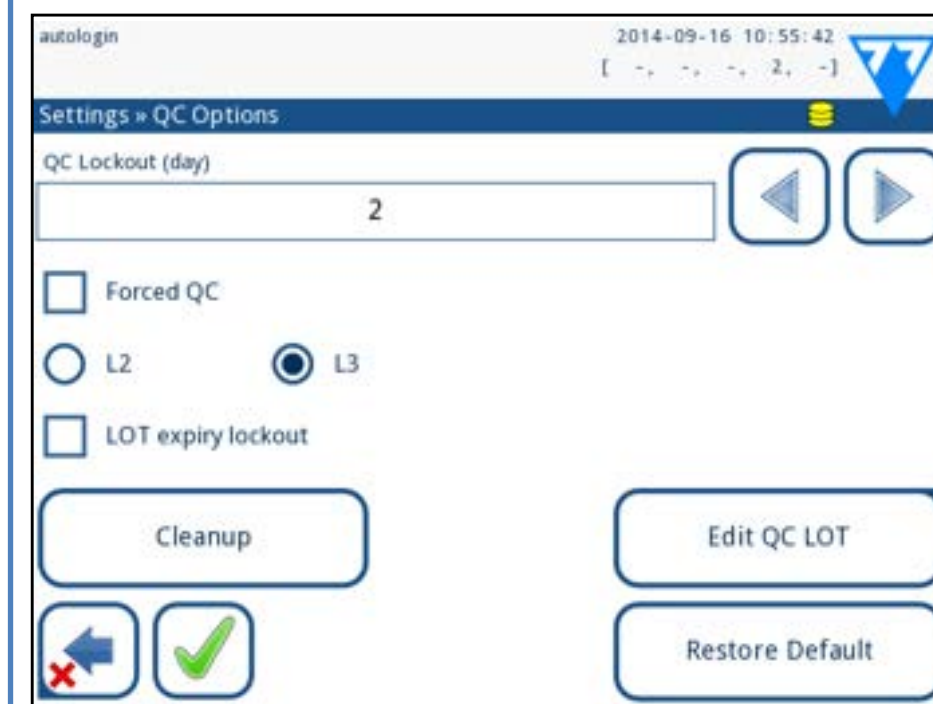 autologin 2014-09-16 10:55:42
[ -, -, -, 2, -]
Settings » QC Options
QC Lockout (day)
2
Forced QC
L2 L3
LOT expiry lockout
Cleanup Edit QC LOT
Restore Default